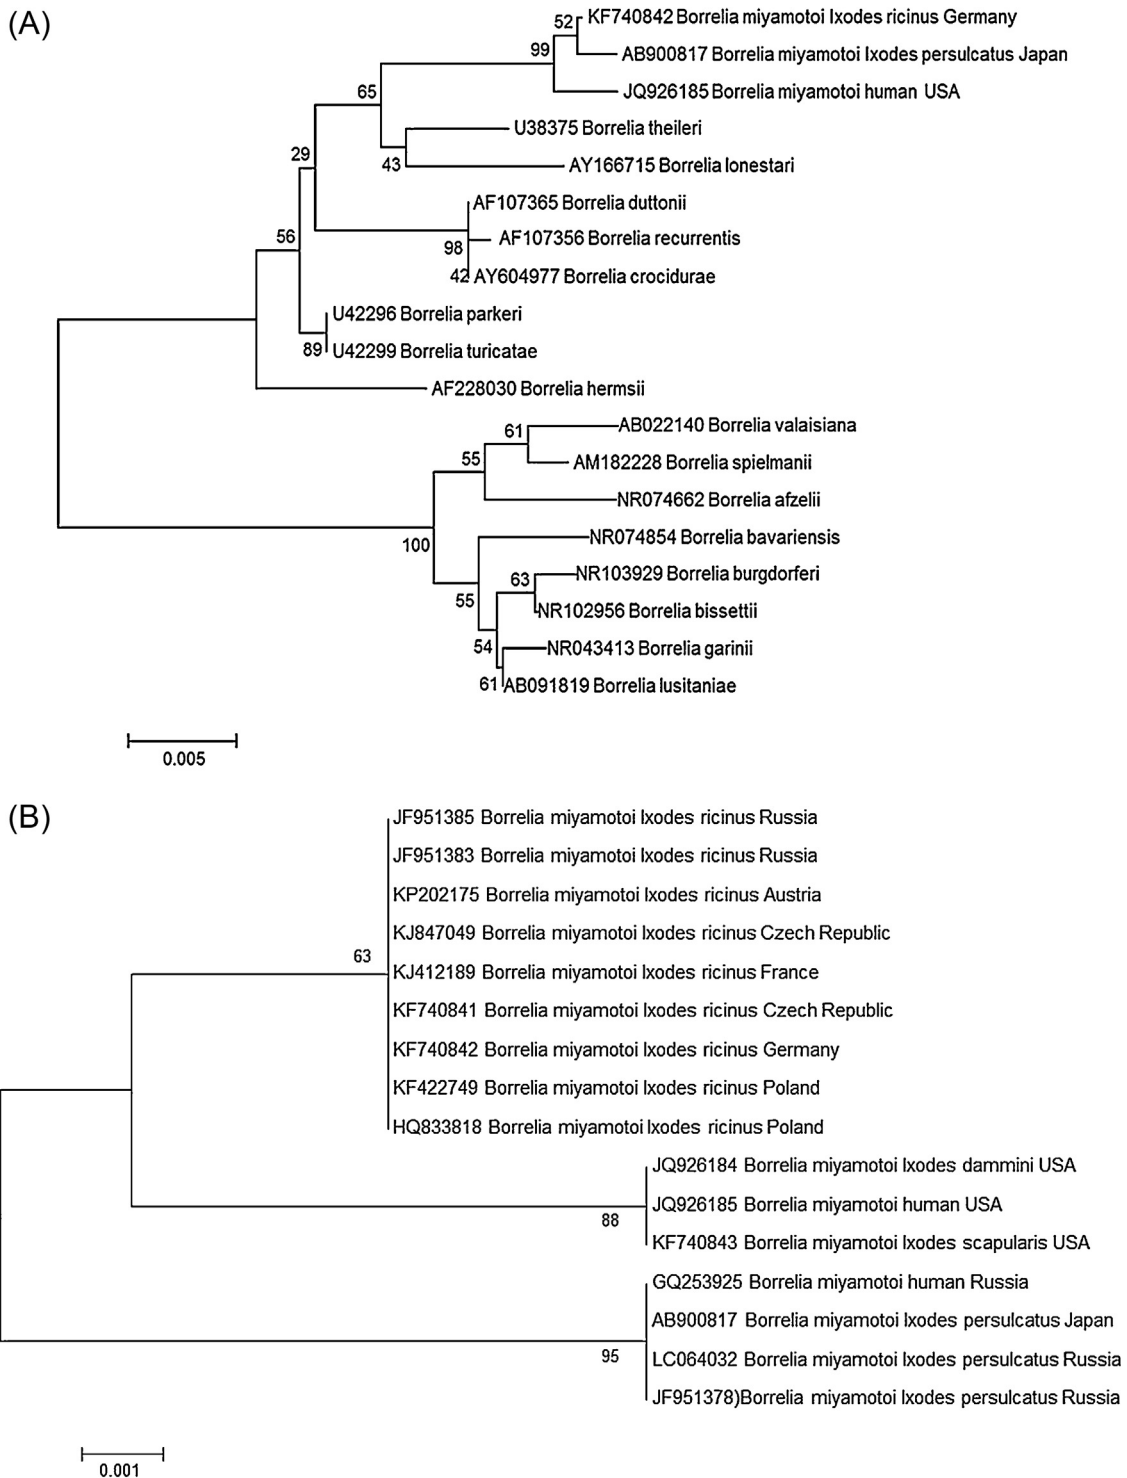 (A)
52 KF740842 Borrelia miyamotoi Ixodes ricinus Germany
99 AB900817 Borrelia miyamotoi Ixodes persulcatus Japan
65 JQ926185 Borrelia miyamotoi human USA
U38375 Borrelia theileri
29 43 AY166715 Borrelia lonestari
AF107365 Borrelia duttonii
56 98 AF107356 Borrelia recurrentis
42 AY604977 Borrelia crocidurae
U42296 Borrelia parkeri
89 U42299 Borrelia turicatae
AF228030 Borrelia hermsii
61 AB022140 Borrelia valaisiana
55 AM182228 Borrelia spielmanii
NR074662 Borrelia afzelii
100 NR074854 Borrelia bavariensis
63 NR103929 Borrelia burgdorferi
55 NR102956 Borrelia bissettii
54 NR043413 Borrelia garinii
61 AB091819 Borrelia lusitaniae
0.005
(B)
JF951385 Borrelia miyamotoi Ixodes ricinus Russia
JF951383 Borrelia miyamotoi Ixodes ricinus Russia
KP202175 Borrelia miyamotoi Ixodes ricinus Austria
KJ847049 Borrelia miyamotoi Ixodes ricinus Czech Republic
63 KJ412189 Borrelia miyamotoi Ixodes ricinus France
KF740841 Borrelia miyamotoi Ixodes ricinus Czech Republic
KF740842 Borrelia miyamotoi Ixodes ricinus Germany
KF422749 Borrelia miyamotoi Ixodes ricinus Poland
HQ833818 Borrelia miyamotoi Ixodes ricinus Poland
JQ926184 Borrelia miyamotoi Ixodes dammini USA
88 JQ926185 Borrelia miyamotoi human USA
KF740843 Borrelia miyamotoi Ixodes scapularis USA
GQ253925 Borrelia miyamotoi human Russia
AB900817 Borrelia miyamotoi Ixodes persulcatus Japan
95 LC064032 Borrelia miyamotoi Ixodes persulcatus Russia
JF951378)Borrelia miyamotoi Ixodes persulcatus Russia
0.001